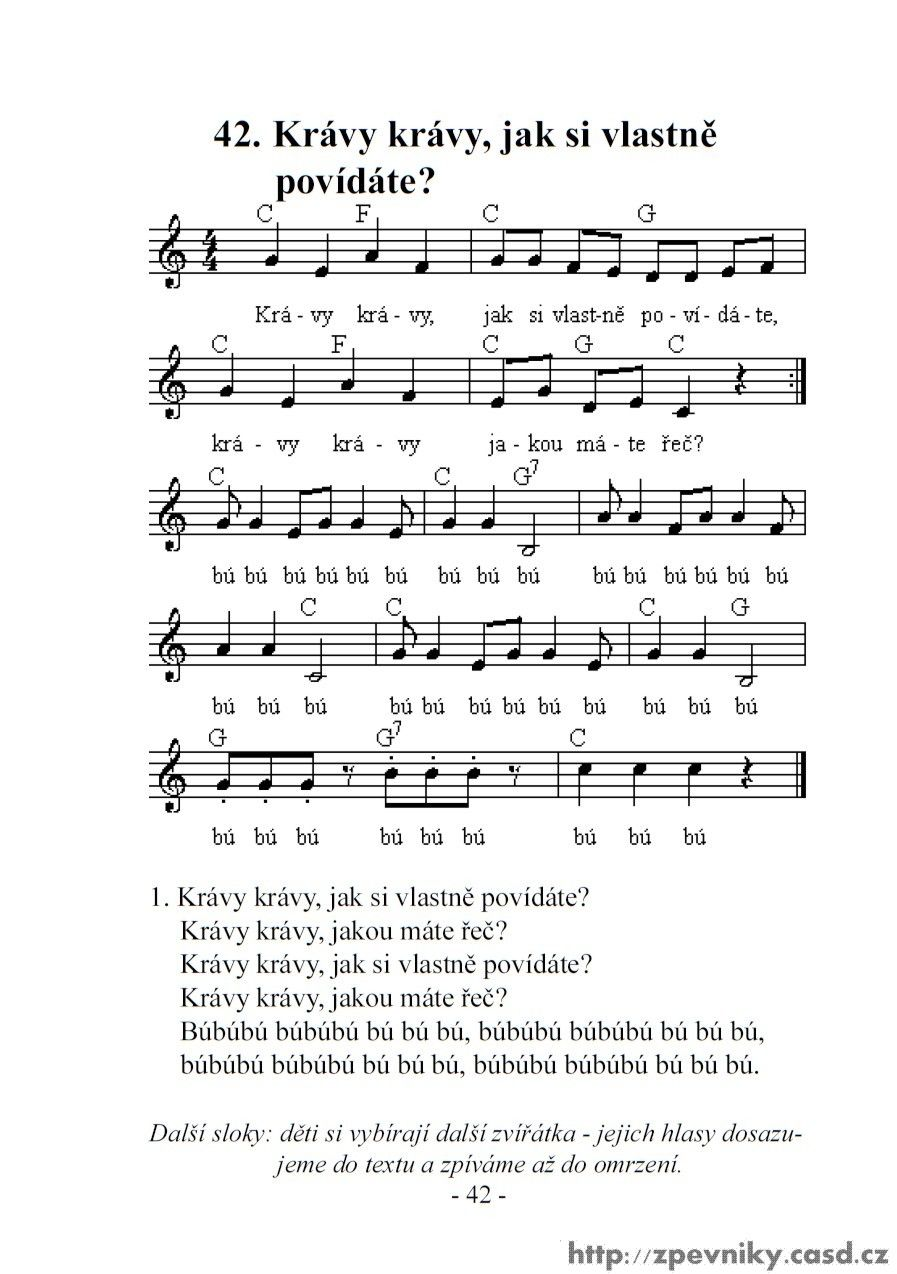 42. Krávy krávy, jak si vlastně
povídáte?
C F C G
4
4
Krá - vy krá - vy, jak si vlast-ně po - ví - dá - te,
C F C G C
krá - vy krá - vy ja - kou má - te řeč?
C C G7
bú bú bú bú bú bú bú bú bú bú bú bú bú bú bú
C C C G
bú bú bú bú bú bú bú bú bú bú bú bú
G G7 C
bú bú bú bú bú bú bú bú bú
1. Krávy krávy, jak si vlastně povídáte?
Krávy krávy, jakou máte řeč?
Krávy krávy, jak si vlastně povídáte?
Krávy krávy, jakou máte řeč?
Búbúbú búbúbú bú bú bú, búbúbú búbúbú bú bú bú,
búbúbú búbúbú bú bú bú, búbúbú búbúbú bú bú bú.
Další sloky: děti si vybírají další zvířátka - jejich hlasy dosazu-
jeme do textu a zpíváme až do omrzení.
- 42 -
http://zpevniky.casd.cz